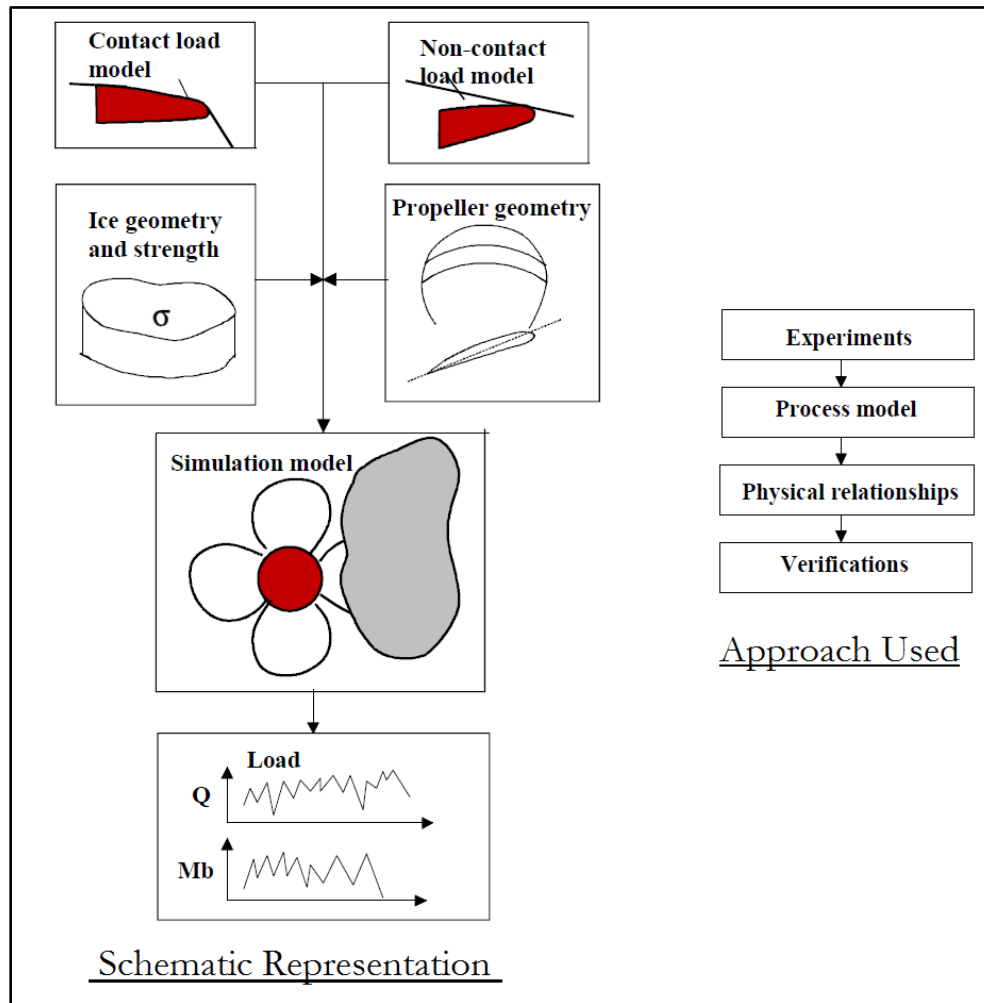 Contact load
model
Non-contact
load model
Ice geometry
and strength
σ
Propeller geometry
Simulation model
Load
Q
Mb
Schematic Representation
Experiments
Process model
Physical relationships
Verifications
Approach Used